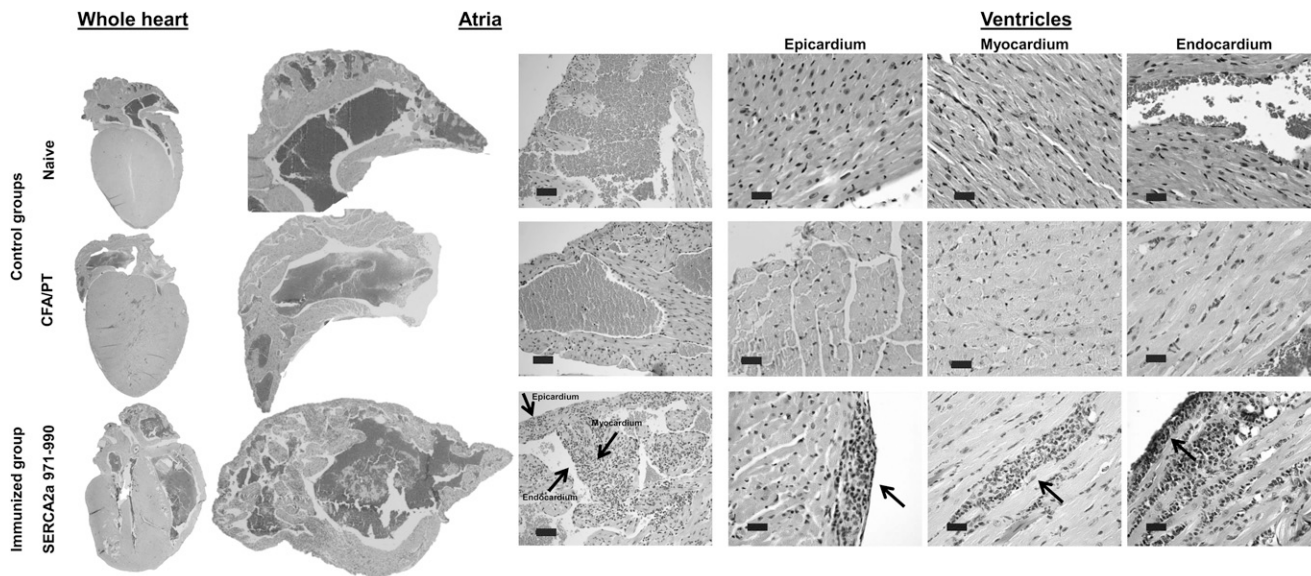 Whole heart
Atria
Ventricles
Epicardium
Myocardium
Endocardium
Control groups
Naive
CFA/PT
Immunized group
SERCA2a 971-990
Epicardium
Myocardium
Endocardium